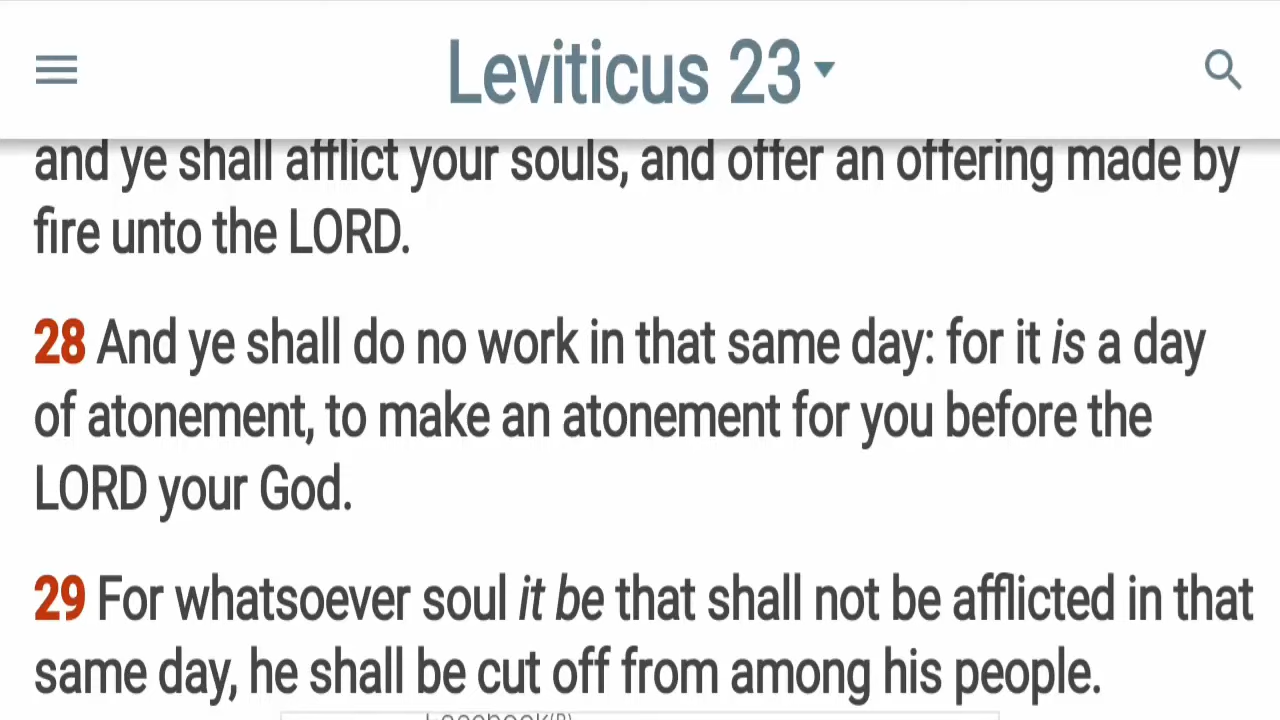 Leviticus 23
and ye shall afflict your souls, and offer an offering made by
fire unto the LORD.
28 And ye shall do no work in that same day: for it is a day
of atonement, to make an atonement for you before the
LORD your God.
29 For whatsoever soul it be that shall not be afflicted in that
same day, he shall be cut off from among his people.